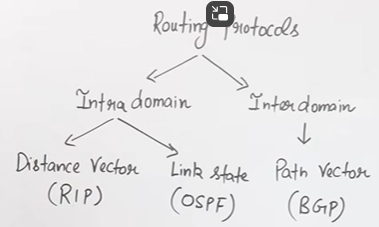 Routing Protocols
Intra domain
Inter domain
Distance Vector
(RIP)
Link state
(OSPF)
Path Vector
(BGP)